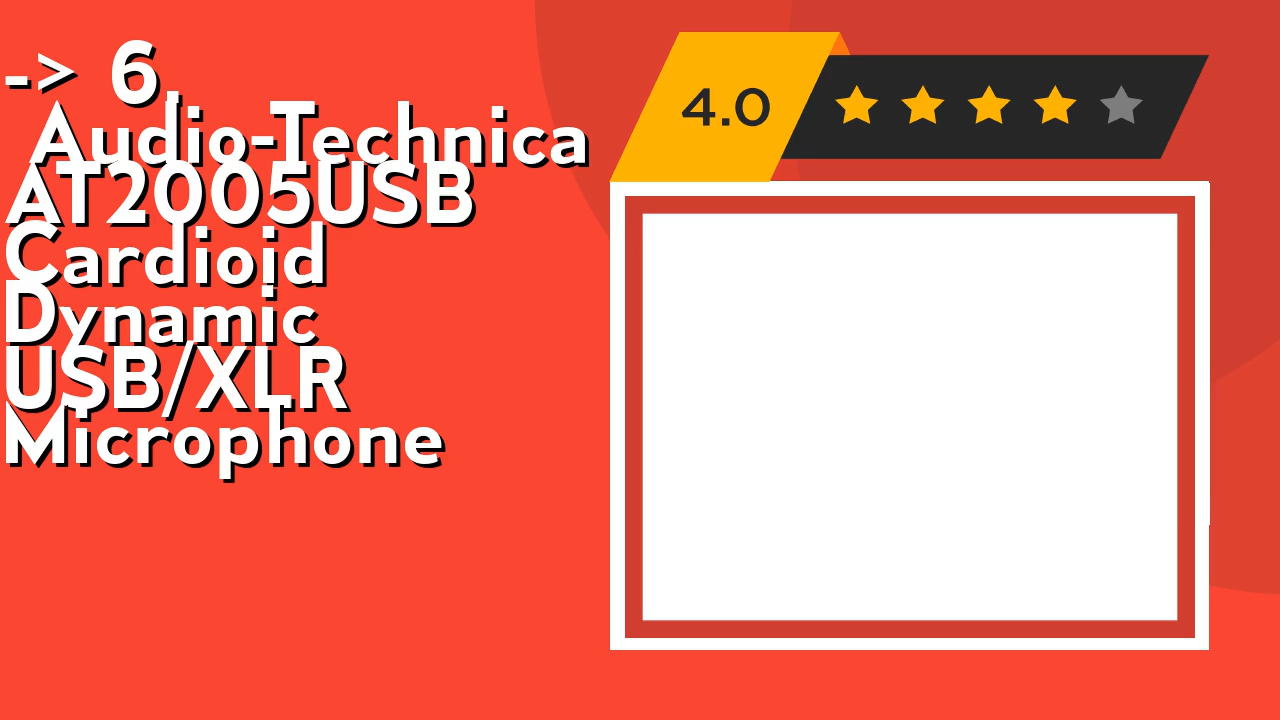 -> 6.
Audio-Technica
AT2005USB
Cardioid
Dynamic
USB/XLR
Microphone
4.0